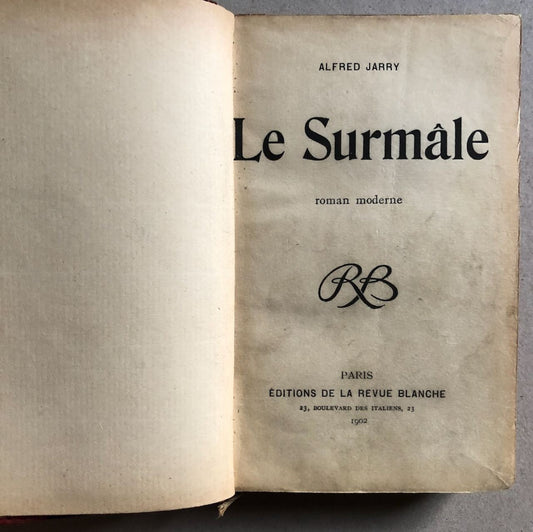 ALFRED JARRY
Le Surmâle
roman moderne
RB
PARIS
ÉDITIONS DE LA REVUE BLANCHE
23, BOULEVARD DES ITALIENS, 23
1902